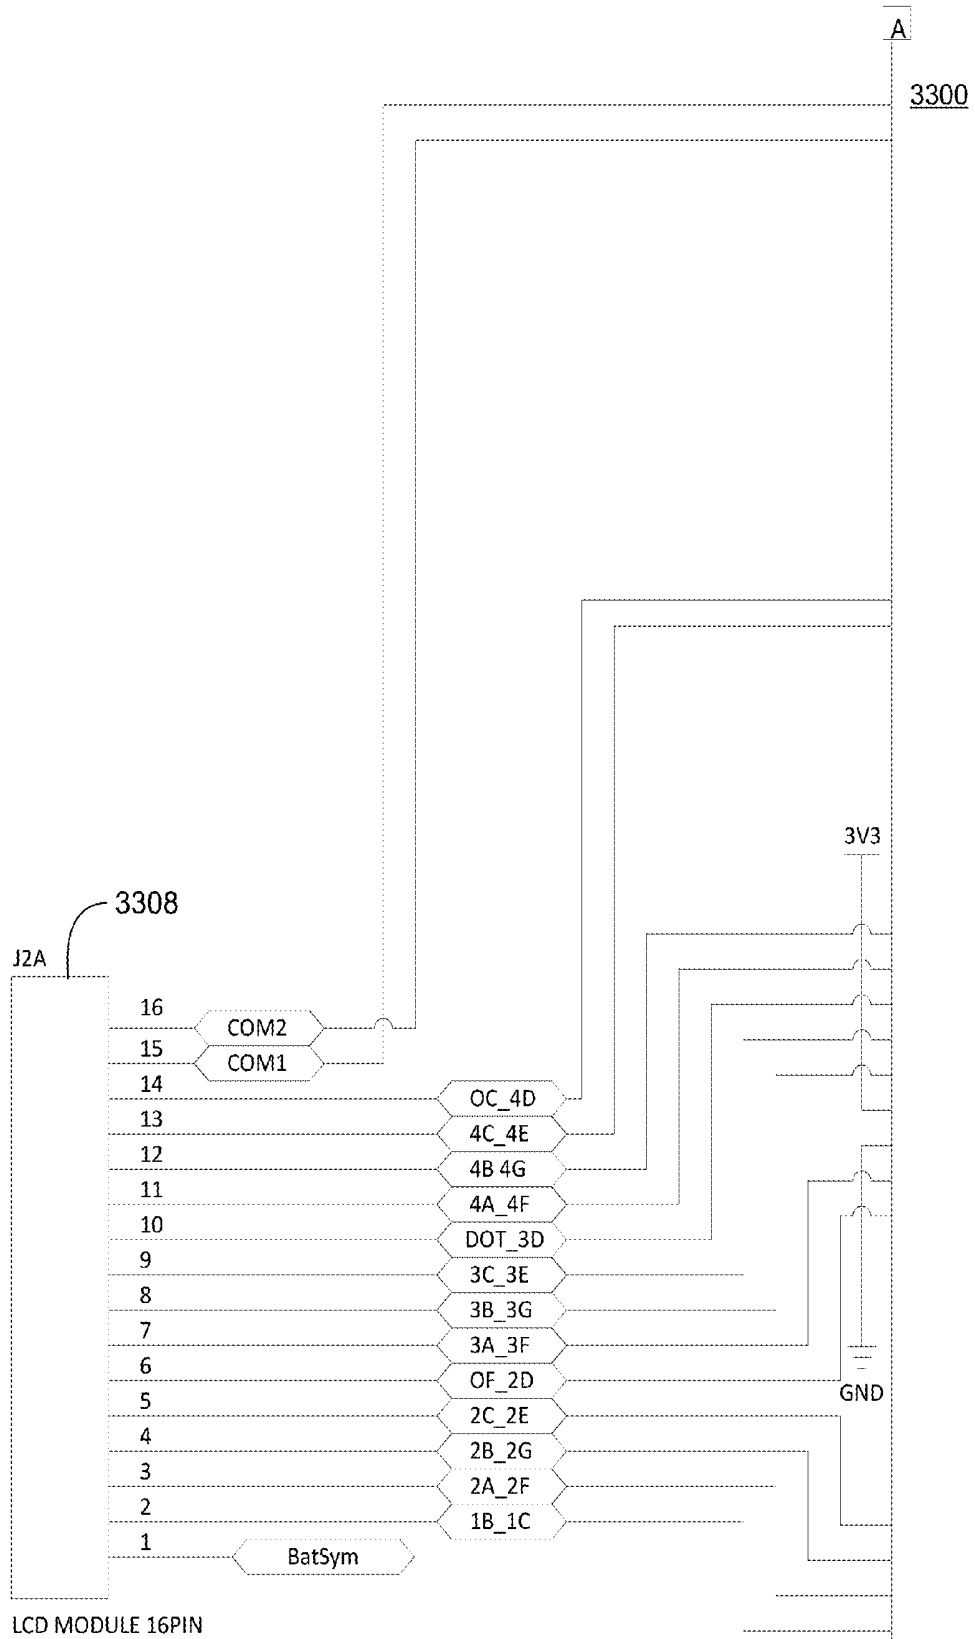 A
3300
3V3
3308
J2A
16 COM2
15 COM1
14 OC_4D
13 4C_4E
12 4B 4G
11 4A_4F
10 DOT_3D
9 3C_3E
8 3B_3G
7 3A_3F
6 OF_2D
GND
5 2C_2E
4 2B_2G
3 2A_2F
2 1B_1C
1 BatSym
LCD MODULE 16PIN